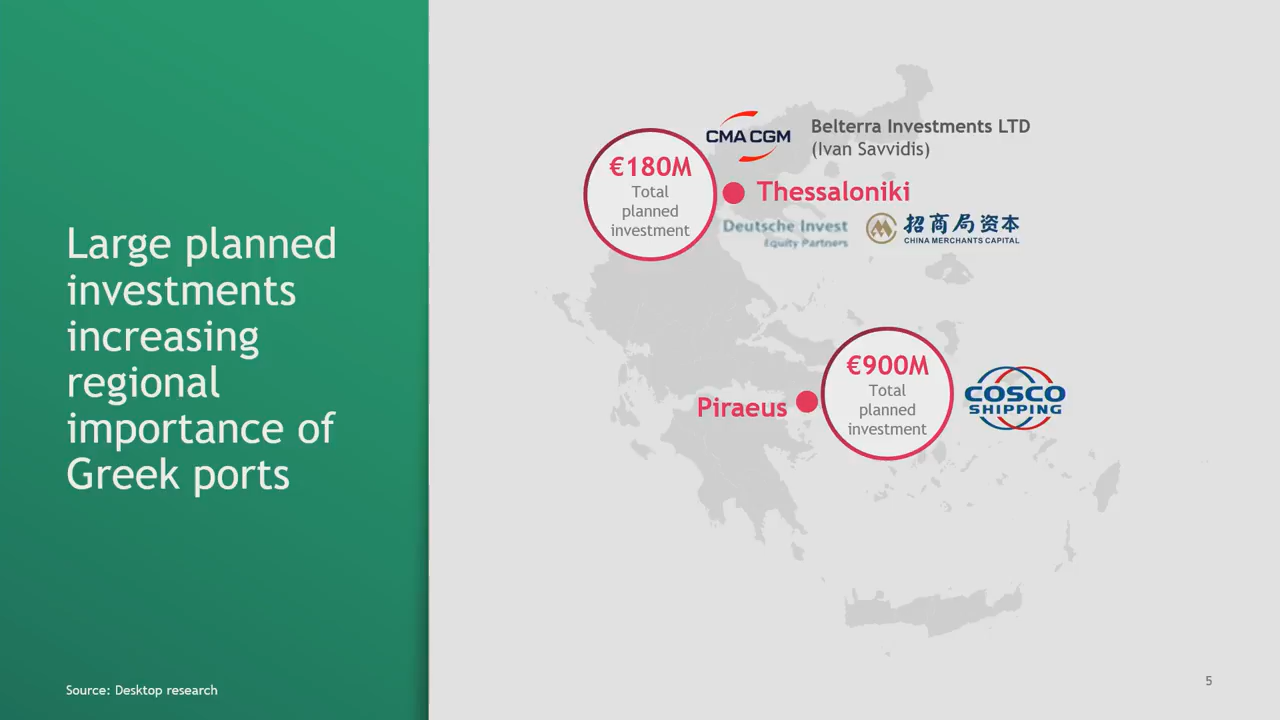 Large planned
investments
increasing
regional
importance of
Greek ports
Source: Desktop research
CMA CGM
Belterra Investments LTD
(Ivan Savvidis)
€180M
Total
planned
investment
Thessaloniki
Deutsche Invest
Equity Partners
招商局资本
CHINA MERCHANTS CAPITAL
€900M
Total
planned
investment
Piraeus
COSCO
SHIPPING
5